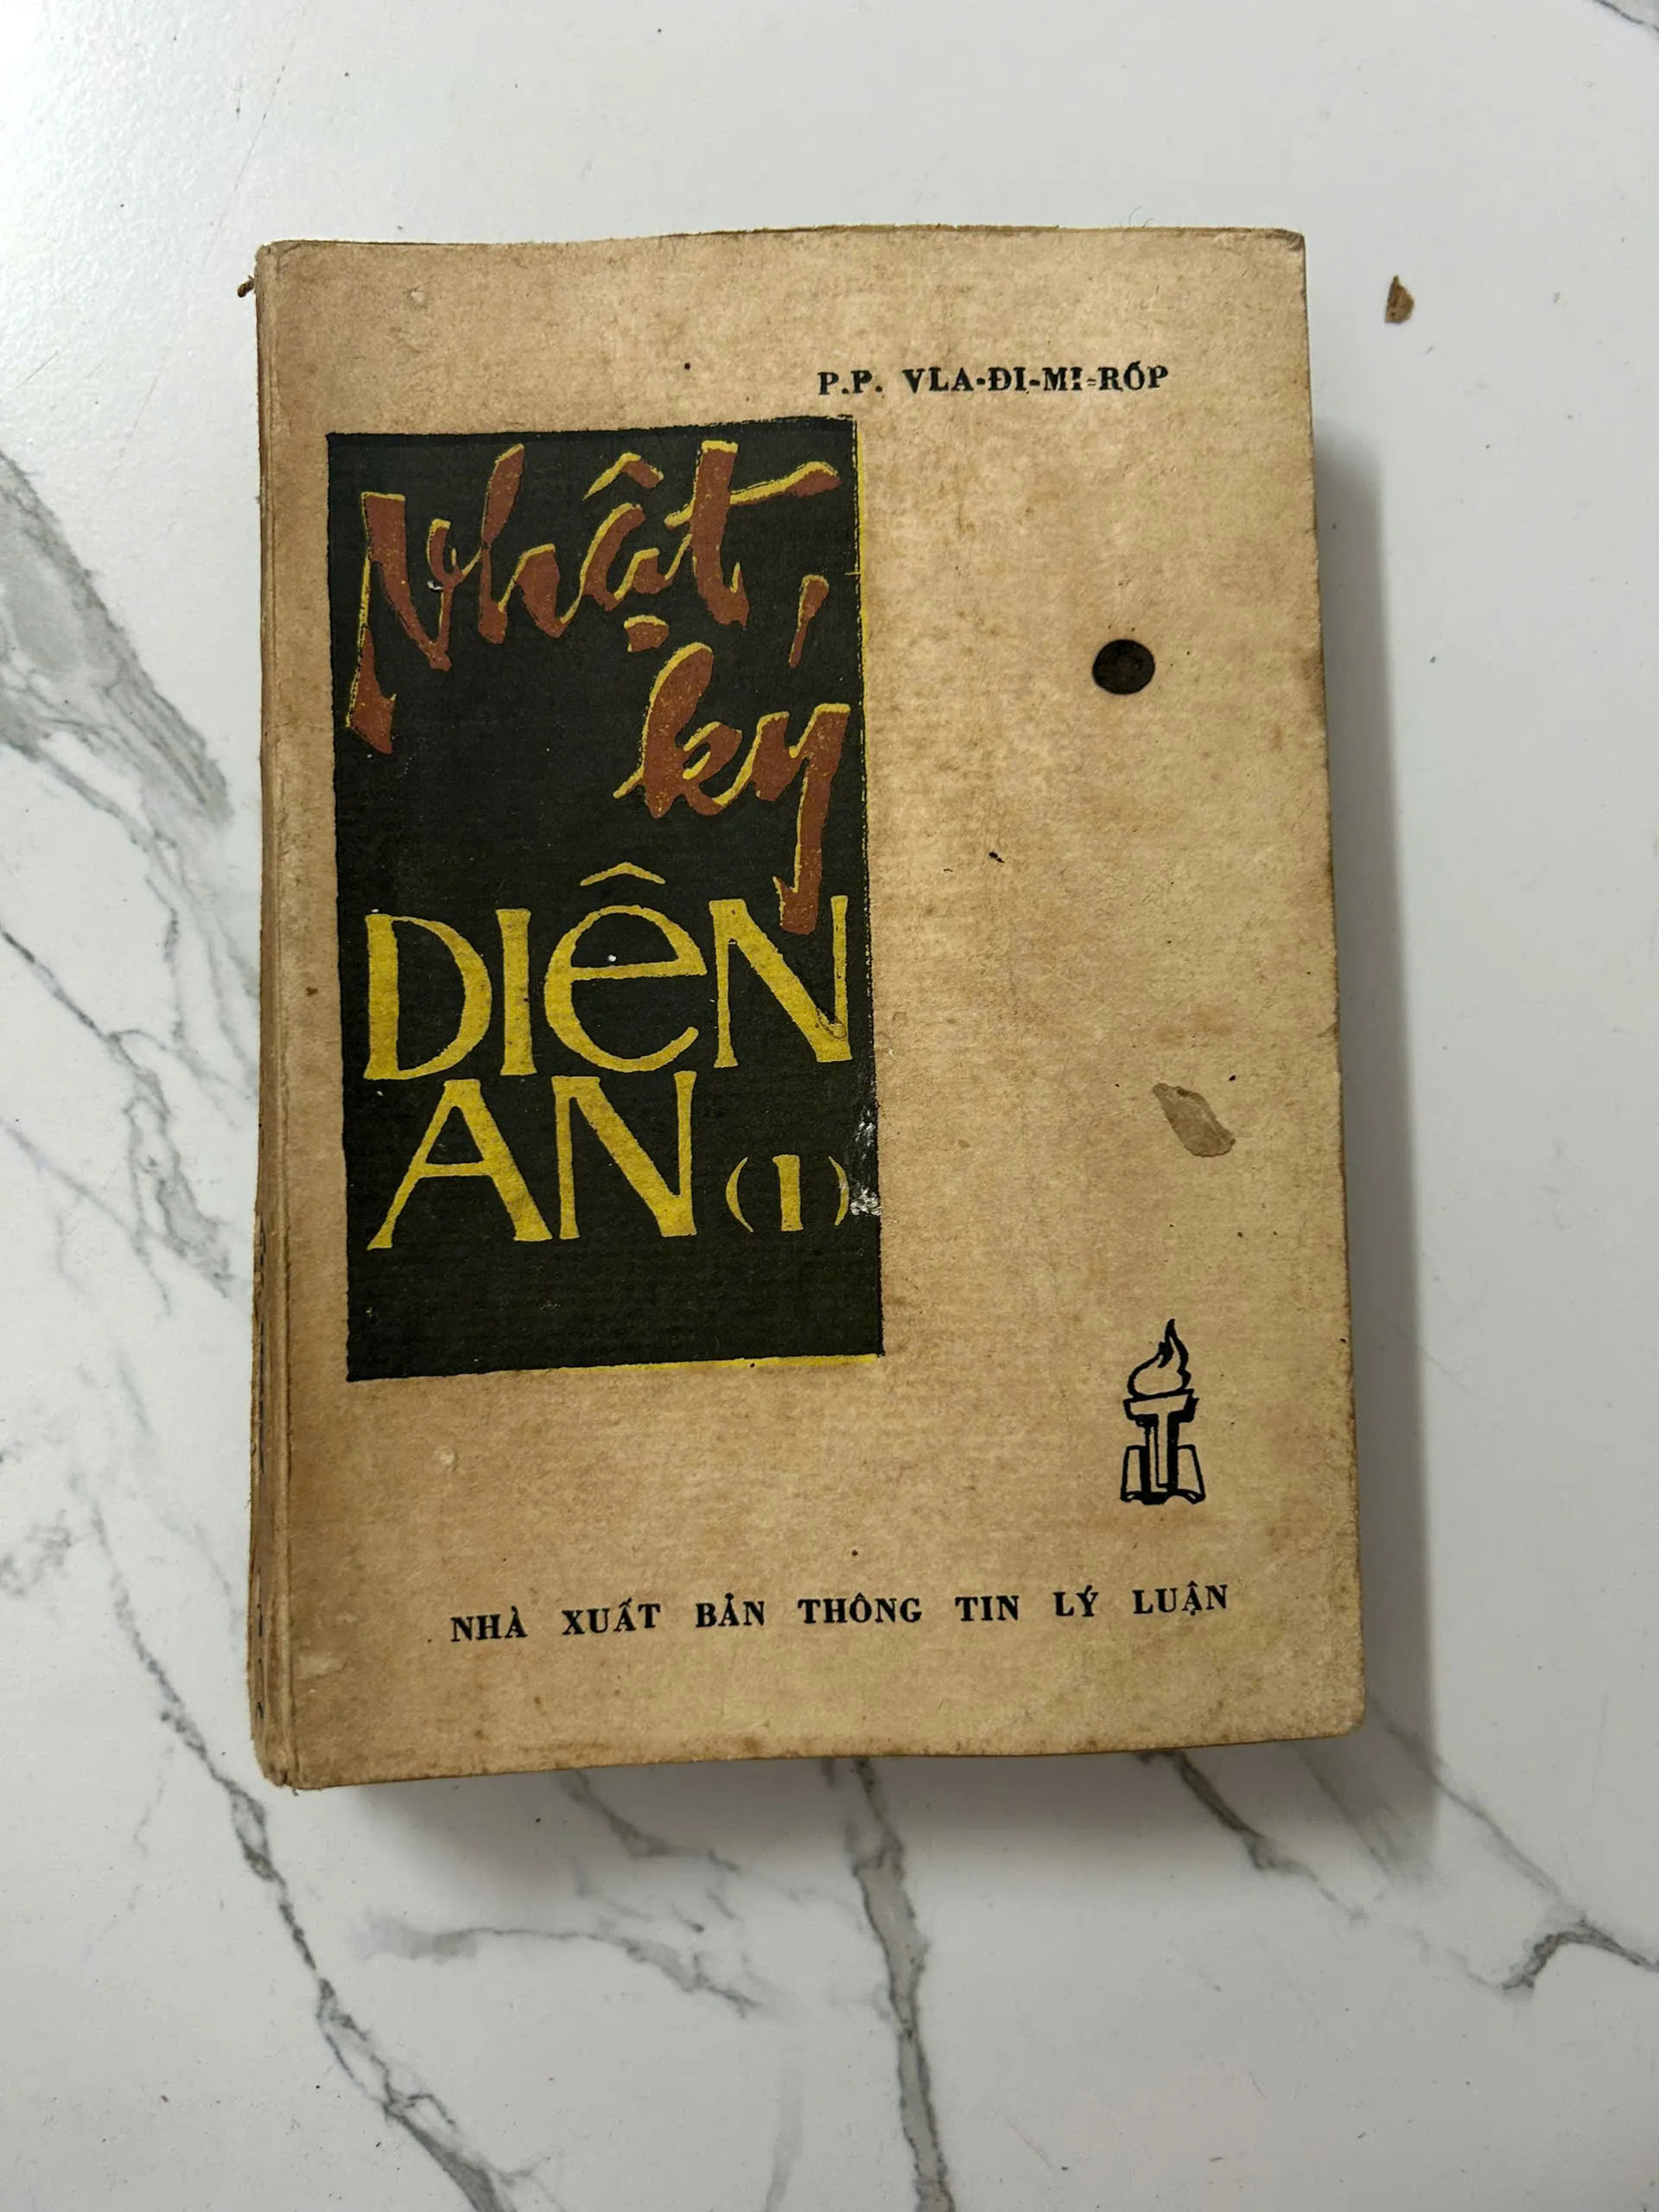 P.P. VLA-ĐI-MI-RỐP
Nhật
ký
DIÊN
AN (1)
NHÀ XUẤT BẢN THÔNG TIN LÝ LUẬN